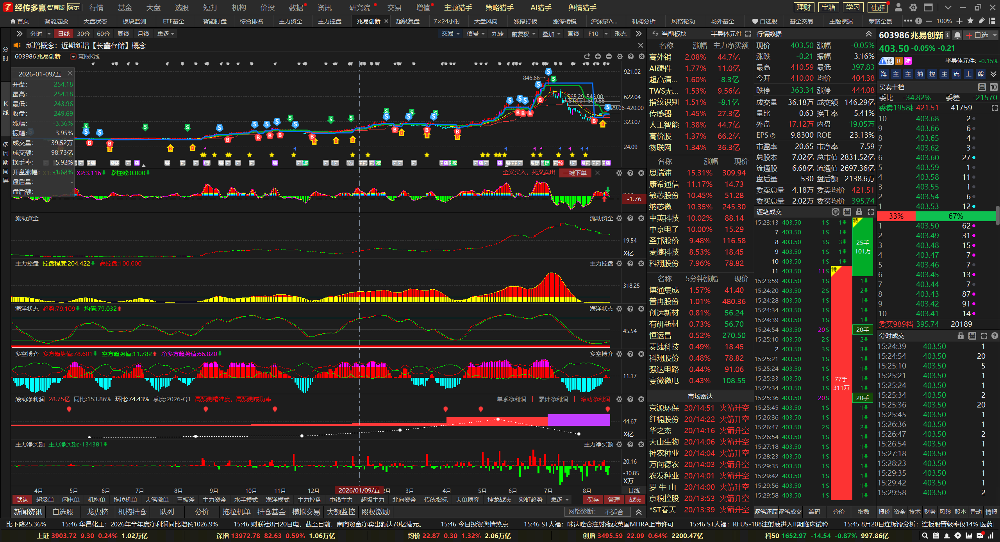 经传多赢 智尊版 演示 行情 基金 大盘 选股 短打 机构 价投 数据 资讯 研究院 交易 增值 主题猎手 策略猎手 AI猎手 舆情猎手 理财 宝箱 学习 社群
首页 智能选股 大盘状态 板块监测 ETF基金 智能盯盘 综合排名 主力资金 主力控盘 兆易创新 超级复盘 7×24小时 大盘风向 涨停打板 涨停棱镜 沪深京A... 机构分析 风格轮动 场外基金 自选股 基金交易 主题挖掘 策略全景 100%
分时 日线 30分 60分 周线 月线 更多 交易 信号 九转 前复权 叠加 画线 F10 形态
新增概念：近期新增【长鑫存储】概念
603986 兆易创新 慧眼K线
分时
K线
多周期同屏
2026-01-09/五
开盘: 254.18
最高: 254.18
最低: 243.96
收盘: 249.69
涨幅: -3.36%
振幅: 3.95%
成交量: 39.52万
成交额: 98.73亿
换手率: 5.92%
开盘涨幅: -1.62%
盘后量: -
盘后额: -
846.66
565.29-548.00
514.61-509.88
29.06-420.00
921.02
622.04
323.07
24.09
X2:3.116 彩柱数:0.000
金叉买入，死叉卖出 一键下单
-1.76
流动资金 流动资金
19.54
X亿
主力控盘 控盘程度:204.422 高控盘:100.000 主力控盘
318.25
海洋状态 趋势:79.109 均值:79.032 海洋状态
45.54
多空博弈 多方趋势值:78.601 空方趋势值:11.782 净多方趋势值:66.820 多空博弈
11.17
滚动净利润 28.75亿 同比:153.86% 环比:74.43% 季度:2026-Q1 高预测精准度，高预测成功率 单季净利润 累计净利润 滚动净利润
44.67
X亿
主力净买额 主力净买额:-134381 主力净买额
20.16
-30.85
X万
4月 5月 6月 7月 8月 9月 10月 11月 12月 2026/01/09/五 2月 3月 4月 5月 6月 7月 8月 日线
默认 超级单 闪电单 机构单 拖拉机单 大笔撤单 三板斧 主力资金 水手模式 海洋模式 主力控盘 中线主力 超级主力 北向资金 传统指标 大单博弈 神龙战法 彩虹趋势 更多 保存 管理 战法
新闻资讯 自选股 龙虎榜 机构持仓 队列 分价 拖拉机单 持仓基金 模拟交易 大额监控 股权激励 网格诊断： 不适合
当前板块 半导体元件
名称 涨幅 主力净买额
高外销 2.08% 44.7亿
AI硬件 1.77% 11.0亿
超高清... 1.60% -8.3亿
TWS无... 1.53% 9.56亿
指纹识别 1.51% -8.1亿
传感器 1.45% 27.3亿
人工智能 1.38% 44.7亿
高价股 1.37% 66.2亿
物联网 1.34% 36.3亿
名称 涨幅 现价
思瑞浦 15.31% 309.94
康希通信 11.17% 14.73
敏芯股份 10.45% 51.28
纳芯微 10.35% 245.30
中英科技 10.02% 88.14
中京电子 10.00% 15.29
圣邦股份 9.48% 116.58
麦捷科技 8.53% 18.45
科翔股份 7.96% 78.82
名称 5分钟涨幅 现价
博通集成 1.57% 41.40
普冉股份 1.01% 480.36
创达新材 0.81% 56.24
有研新材 0.73% 56.70
恒运昌 0.52% 270.50
麦捷科技 0.49% 18.45
科翔股份 0.48% 78.82
强达电路 0.44% 91.06
赛微微电 0.43% 108.55
市场雷达
京源环保 20/14:51 火箭升空
红棉股份 20/14:22 火箭升空
华之杰 20/14:16 火箭升空
天山生物 20/14:06 火箭升空
神农种业 20/14:04 火箭升空
万向德农 20/14:03 火箭升空
农发种业 20/14:01 火箭升空
罗牛山 20/14:00 火箭升空
京粮控股 20/13:53 火箭升空
*ST春天 20/13:39 火箭升空
行情数据
现价 403.50 涨幅 -0.05%
涨跌 -0.21 振幅 3.16%
最高 410.59 最低 397.83
今开 410.00 均价 404.38
跌停 363.34 涨停 444.08
成交量 36.18万 成交额 146.29亿
量比 0.63 换手率 5.41%
外盘 17.12万 内盘 19.05万
EPS② 9.8300 ROE 23.13%
市盈率 20.65 市净率 7.59
总股本 7.02亿 总市值 2831.52亿
流通股 6.68亿 流通值 2697.36亿
盘后量 530 盘后额 2138.6万
委卖总量 4.18万 委卖均价 421.51
委买总量 2.02万 委买均价 395.74
逐笔成交
15:23:13 403.50 1S 1
7 403.50 1S 1
8 403.50 3S 3
9 403.50 1S 1
10 403.50 1S 1
11 403.50 11S
15:23:59 403.50 1S 1
15:24:20 403.50 2S 2
15:24:28 403.50 1S 1
15:24:34 403.50 1S 1
15:24:39 403.50 1S 1
15:24:54 403.50 20S 20手
15:25:10 403.50 2S 2
2 403.50 3S 3
15:25:21 403.50 1S 1
15:25:24 403.50 1S 1
15:25:33 403.50 1S 1
15:25:34 403.50 1S 1
15:25:36 403.50 20S 20手
15:25:45 403.50 1S 1
15:26:36 403.50 1S 1
15:26:47 403.50 2S 2
15:26:54 403.50 1S 1
15:27:18 403.50 1S 1
15:28:23 403.50 1S 1
15:29:35 403.50 1S 1
15:29:42 403.50 1S 1
15:29:56 403.50 1S 1
15:29:58 403.50 1S 1
特 25手 101万
特 77手 311万
逐笔还原 逐笔成交 筹码 分价 指数
603986 兆易创新 自选
403.50 -0.05% -0.21
低 R 陆 半导体元件: -0.15%
海 主 主 捕 控 主 流 上 熊
买卖十档 量 10
委比 -34.82% 委差 -21570
委卖1958档 421.51 41759
10 403.68 2
9 403.66 6
8 403.65 4
7 403.62 3
6 403.60 27
5 403.59 1
4 403.58 11
3 403.55 1
2 403.54 6
1 403.53 12
33% 67%
1 403.50 62
2 403.49 31
3 403.48 15
4 403.47 7
5 403.46 7
6 403.45 13
7 403.44 7
8 403.43 87
9 403.42 91
10 403.41 14
委买989档 395.74 20189
分时成交
15:24:39 403.50 1
15:24:54 403.50 20
15:25:10 403.50 5
15:25:21 403.50 1
15:25:24 403.50 1
15:25:34 403.50 2
15:25:36 403.50 20
15:25:45 403.50 1
15:26:36 403.50 1
15:26:47 403.50 2
15:26:54 403.50 1
15:27:18 403.50 1
15:28:23 403.50 1
15:29:35 403.50 1
15:29:42 403.50 1
15:29:58 403.50 2
报价 资金 技术 财务 风险 股本 异动 情报
比下降25.36% 15:46 华昌化工：2026年半年度净利润同比增长1026.9% 15:46 财联社8月20日电，截至目前，南向资金净卖出额达70亿港元。 15:46 今日投资舆情热点 15:46 ST人福：咪达唑仑注射液获英国MHRA上市许可 15:46 ST人福：RFUS-188注射液进入II期临床试验 15:45 8月20日连板股分析：连板股晋级率仅14% 医药
上证 3903.72 9.30 0.24% 1.02万亿 深指 13972.78 82.63 0.59% 1.06万亿 均价 22.87 0.30 1.32% 2.06万亿 创指 3495.59 22.09 0.64% 2200.47亿 科50 1652.97 -14.54 -0.87% 997.86亿